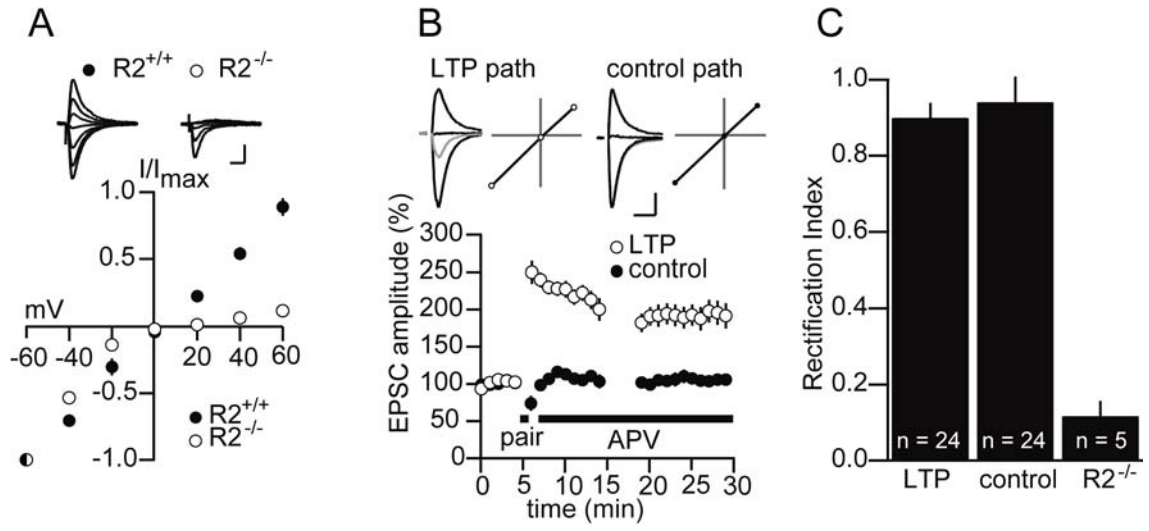 A
● R2+/+ ○ R2-/-
I/Imax
1.0
0.5
mV
-60 -40 20 40 60
-0.5
● R2+/+
○ R2-/-
-1.0
B
LTP path control path
EPSC amplitude (%)
300
250
200
150
100
50
0
○ LTP
● control
pair APV
0 5 10 15 20 25 30
time (min)
C
Rectification Index
1.0
0.8
0.6
0.4
0.2
0.0
n = 24 n = 24 n = 5
LTP control R2-/-